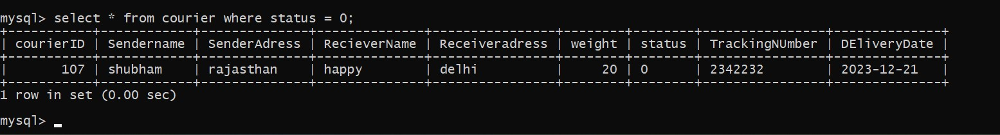 mysql> select * from courier where status = 0;
+-----------+------------+--------------+--------------+----------------+--------+--------+----------------+--------------+
| courierID | Sendername | SenderAdress | RecieverName | Receiveradress | weight | status | TrackingNUmber | DEliveryDate |
+-----------+------------+--------------+--------------+----------------+--------+--------+----------------+--------------+
|       107 | shubham    | rajasthan    | happy        | delhi          |     20 | 0      | 2342232        | 2023-12-21   |
+-----------+------------+--------------+--------------+----------------+--------+--------+----------------+--------------+
1 row in set (0.00 sec)
mysql>